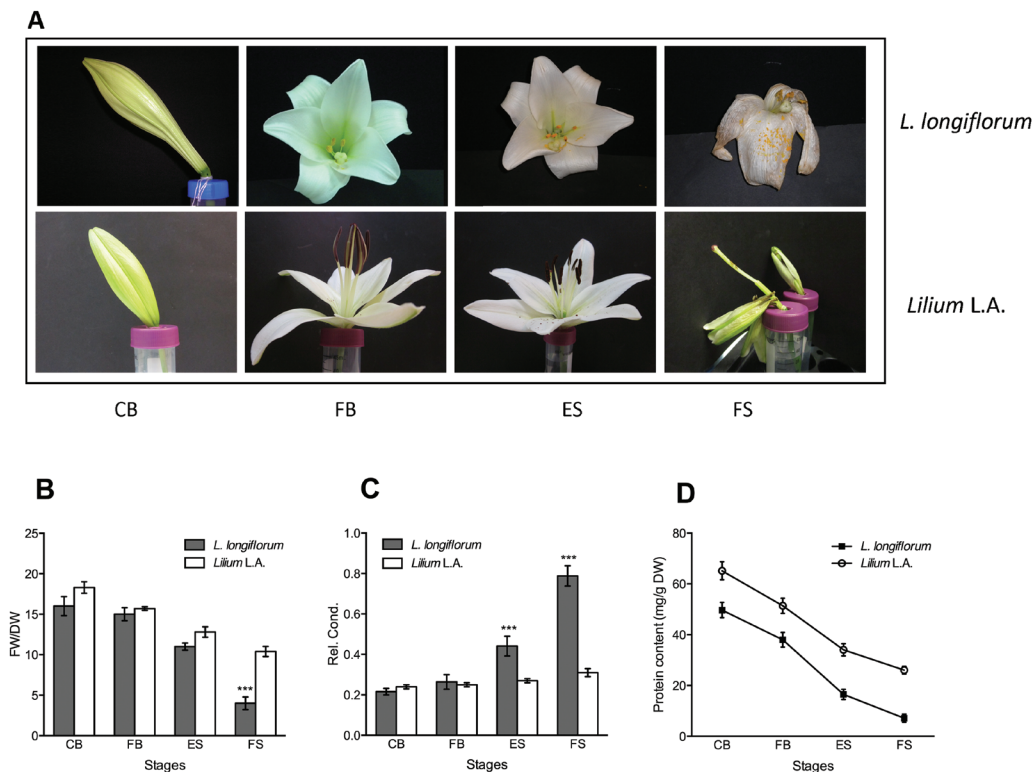 A
L. longiflorum
Lilium L.A.
CB FB ES FS
B
25
20
15
10
5
0
FW/DW
L. longiflorum
Lilium L.A.
***
CB FB ES FS
Stages
C
1.0
0.8
0.6
0.4
0.2
0.0
Rel. Cond.
L. longiflorum
Lilium L.A.
***
***
CB FB ES FS
Stages
D
80
60
40
20
0
Protein content (mg/g DW)
L. longiflorum
Lilium L.A.
CB FB ES FS
Stages